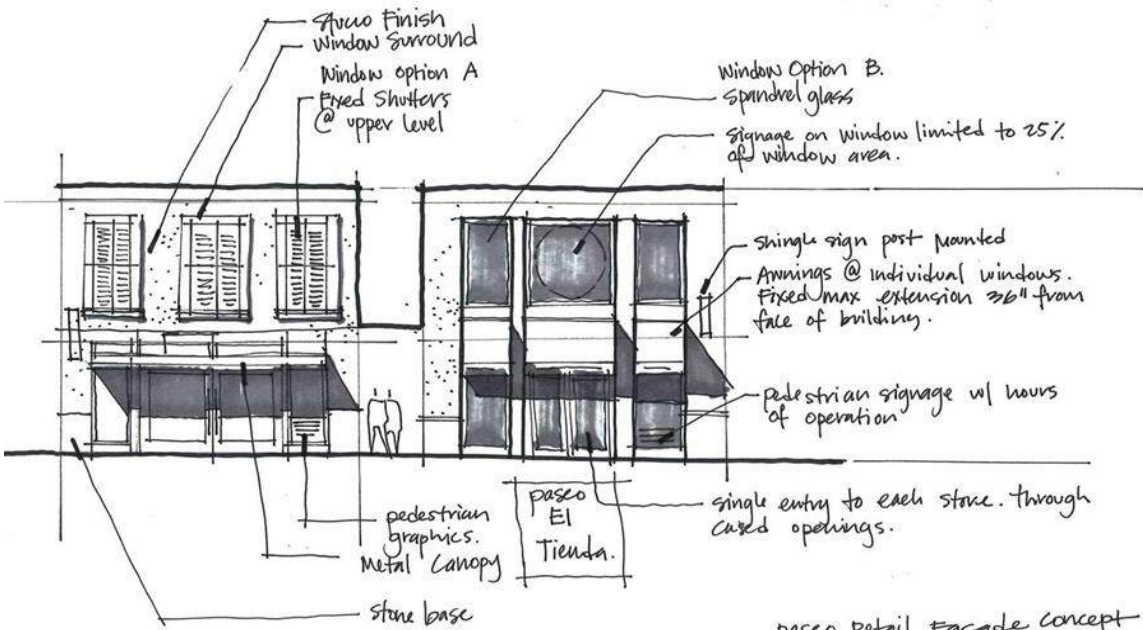 Stucco Finish
Window Surround
Window option A
Fixed Shutters
@ upper level
Window Option B.
Spandrel glass
Signage on window limited to 25%
of window area.
Shingle sign post Mounted
Awnings @ individual windows.
Fixed max extension 36" from
face of building.
pedestrian signage w/ hours
of operation
single entry to each store. through
cased openings.
paseo
El
Tienda.
pedestrian
graphics.
Metal Canopy
Stone base
paseo Retail Facade Concept